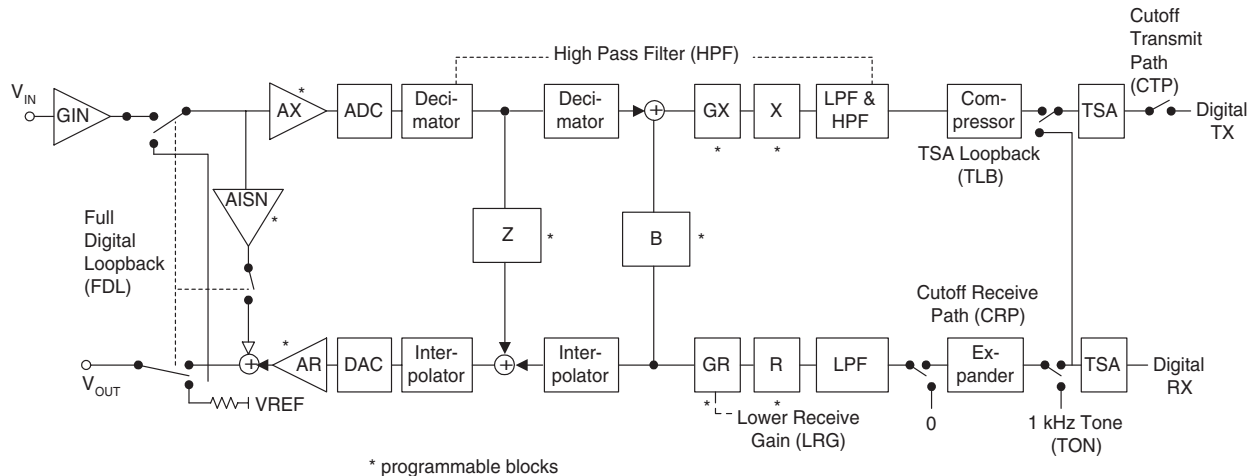 High Pass Filter (HPF)
Cutoff
Transmit
Path
(CTP)
V_IN
GIN
AX
*
ADC
Deci-
mator
Deci-
mator
+
GX
*
X
*
LPF &
HPF
Com-
pressor
TSA
Digital
TX
TSA Loopback
(TLB)
AISN
*
Full
Digital
Loopback
(FDL)
Z
*
B
*
Cutoff Receive
Path (CRP)
V_OUT
+
*
AR
DAC
Inter-
polator
+
Inter-
polator
GR
*
R
*
LPF
Ex-
pander
TSA
Digital
RX
VREF
Lower Receive
Gain (LRG)
0
1 kHz Tone
(TON)
* programmable blocks